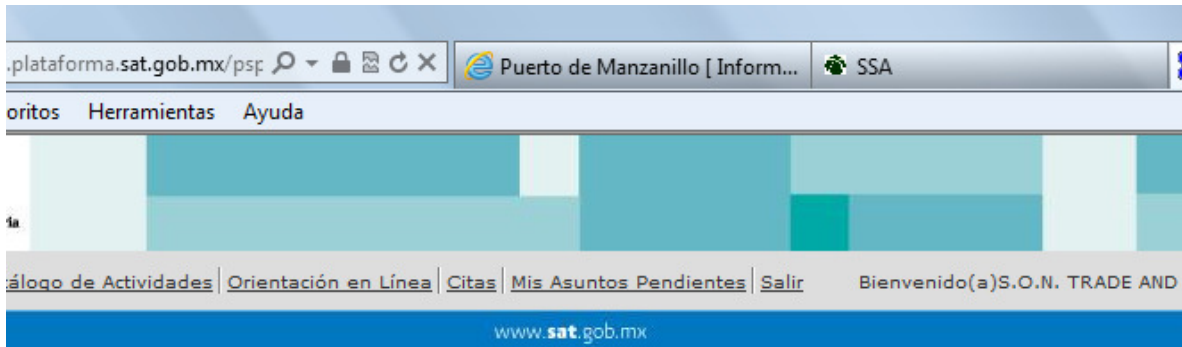 .plataforma.sat.gob.mx/psp Puerto de Manzanillo [ Inform... SSA
oritos Herramientas Ayuda
ia
tálogo de Actividades Orientación en Línea Citas Mis Asuntos Pendientes Salir Bienvenido(a)S.O.N. TRADE AND
www.sat.gob.mx